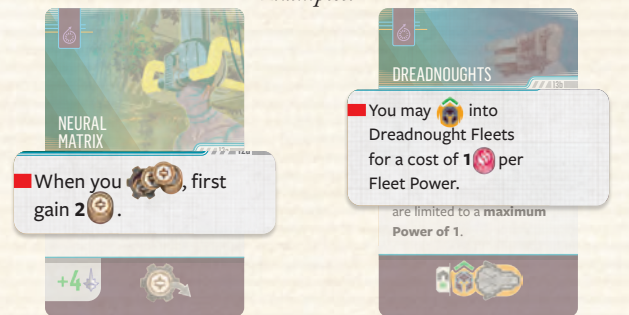 NEURAL
MATRIX
When you , first
gain 2 .
+4
DREADNOUGHTS
13b
You may into
Dreadnought Fleets
for a cost of 1 per
Fleet Power.
are limited to a maximum
Power of 1.